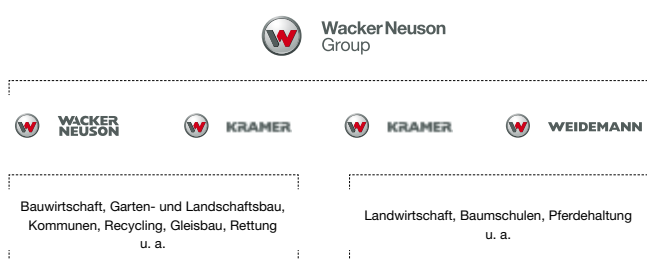 Wacker Neuson
Group
WACKER
NEUSON
KRAMER
KRAMER
WEIDEMANN
Bauwirtschaft, Garten- und Landschaftsbau,
Kommunen, Recycling, Gleisbau, Rettung
u. a.
Landwirtschaft, Baumschulen, Pferdehaltung
u. a.